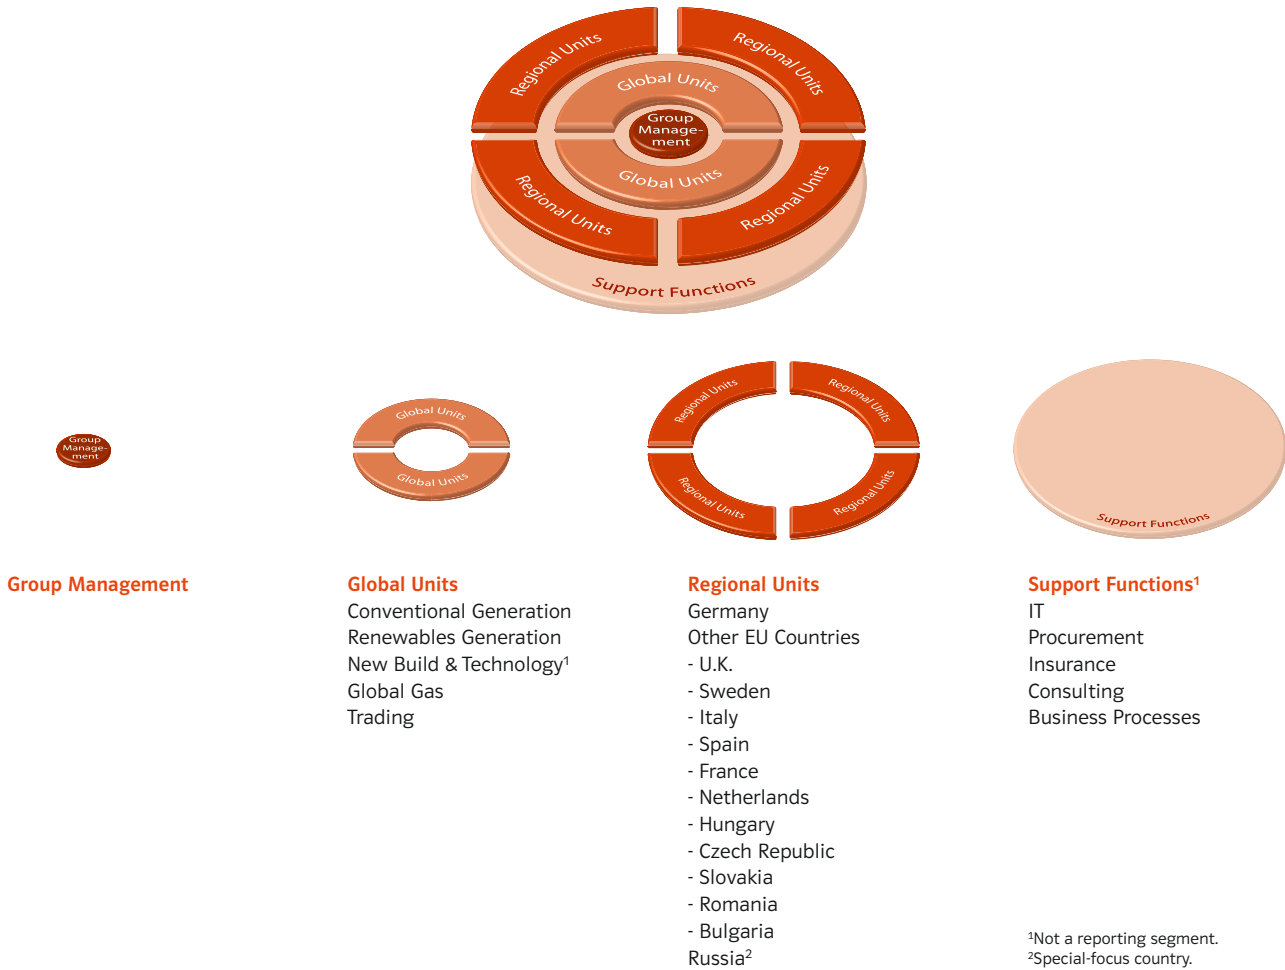 Regional Units
Regional Units
Global Units
Group
Manage-
ment
Global Units
Regional Units
Regional Units
Support Functions
Group
Manage-
ment
Global Units
Global Units
Regional Units
Regional Units
Regional Units
Regional Units
Support Functions
Group Management
Global Units
Conventional Generation
Renewables Generation
New Build & Technology¹
Global Gas
Trading
Regional Units
Germany
Other EU Countries
- U.K.
- Sweden
- Italy
- Spain
- France
- Netherlands
- Hungary
- Czech Republic
- Slovakia
- Romania
- Bulgaria
Russia²
Support Functions¹
IT
Procurement
Insurance
Consulting
Business Processes
¹Not a reporting segment.
²Special-focus country.